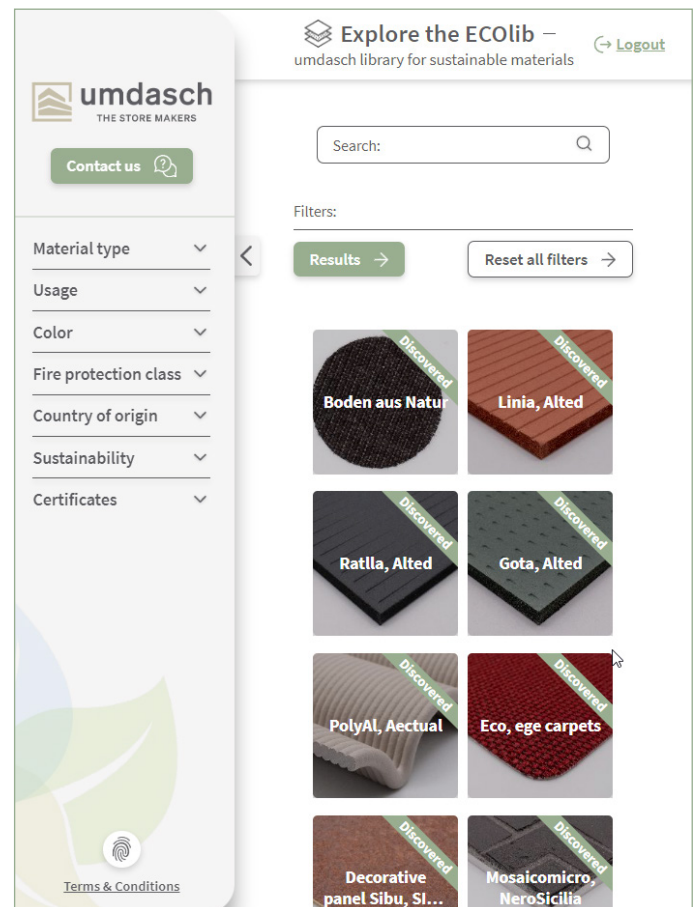 umdasch
THE STORE MAKERS
Contact us
Material type
Usage
Color
Fire protection class
Country of origin
Sustainability
Certificates
Terms & Conditions
Explore the ECOlib –
umdasch library for sustainable materials
Logout
Search:
Filters:
Results
Reset all filters
Discovered
Boden aus Natur
Discovered
Linia, Alted
Discovered
Ratlla, Alted
Discovered
Gota, Alted
Discovered
PolyAl, Aectual
Discovered
Eco, ege carpets
Discovered
Decorative
panel Sibu, SI...
Discovered
Mosaicomicro,
NeroSicilia